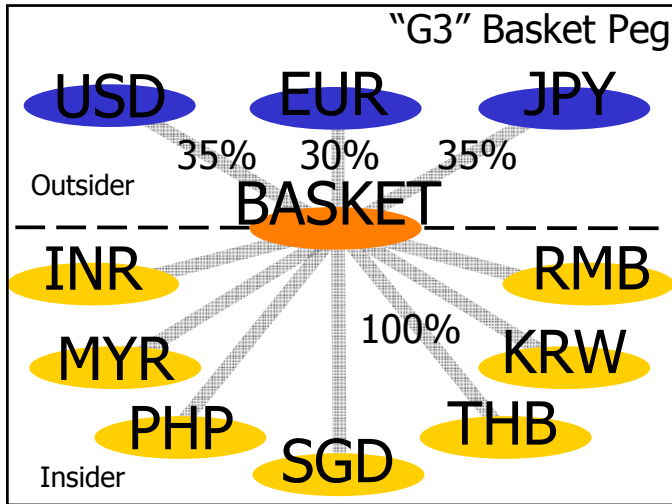 “G3” Basket Peg
USD EUR JPY
35% 30% 35%
Outsider
BASKET
INR RMB
100%
MYR KRW
PHP THB
SGD
Insider